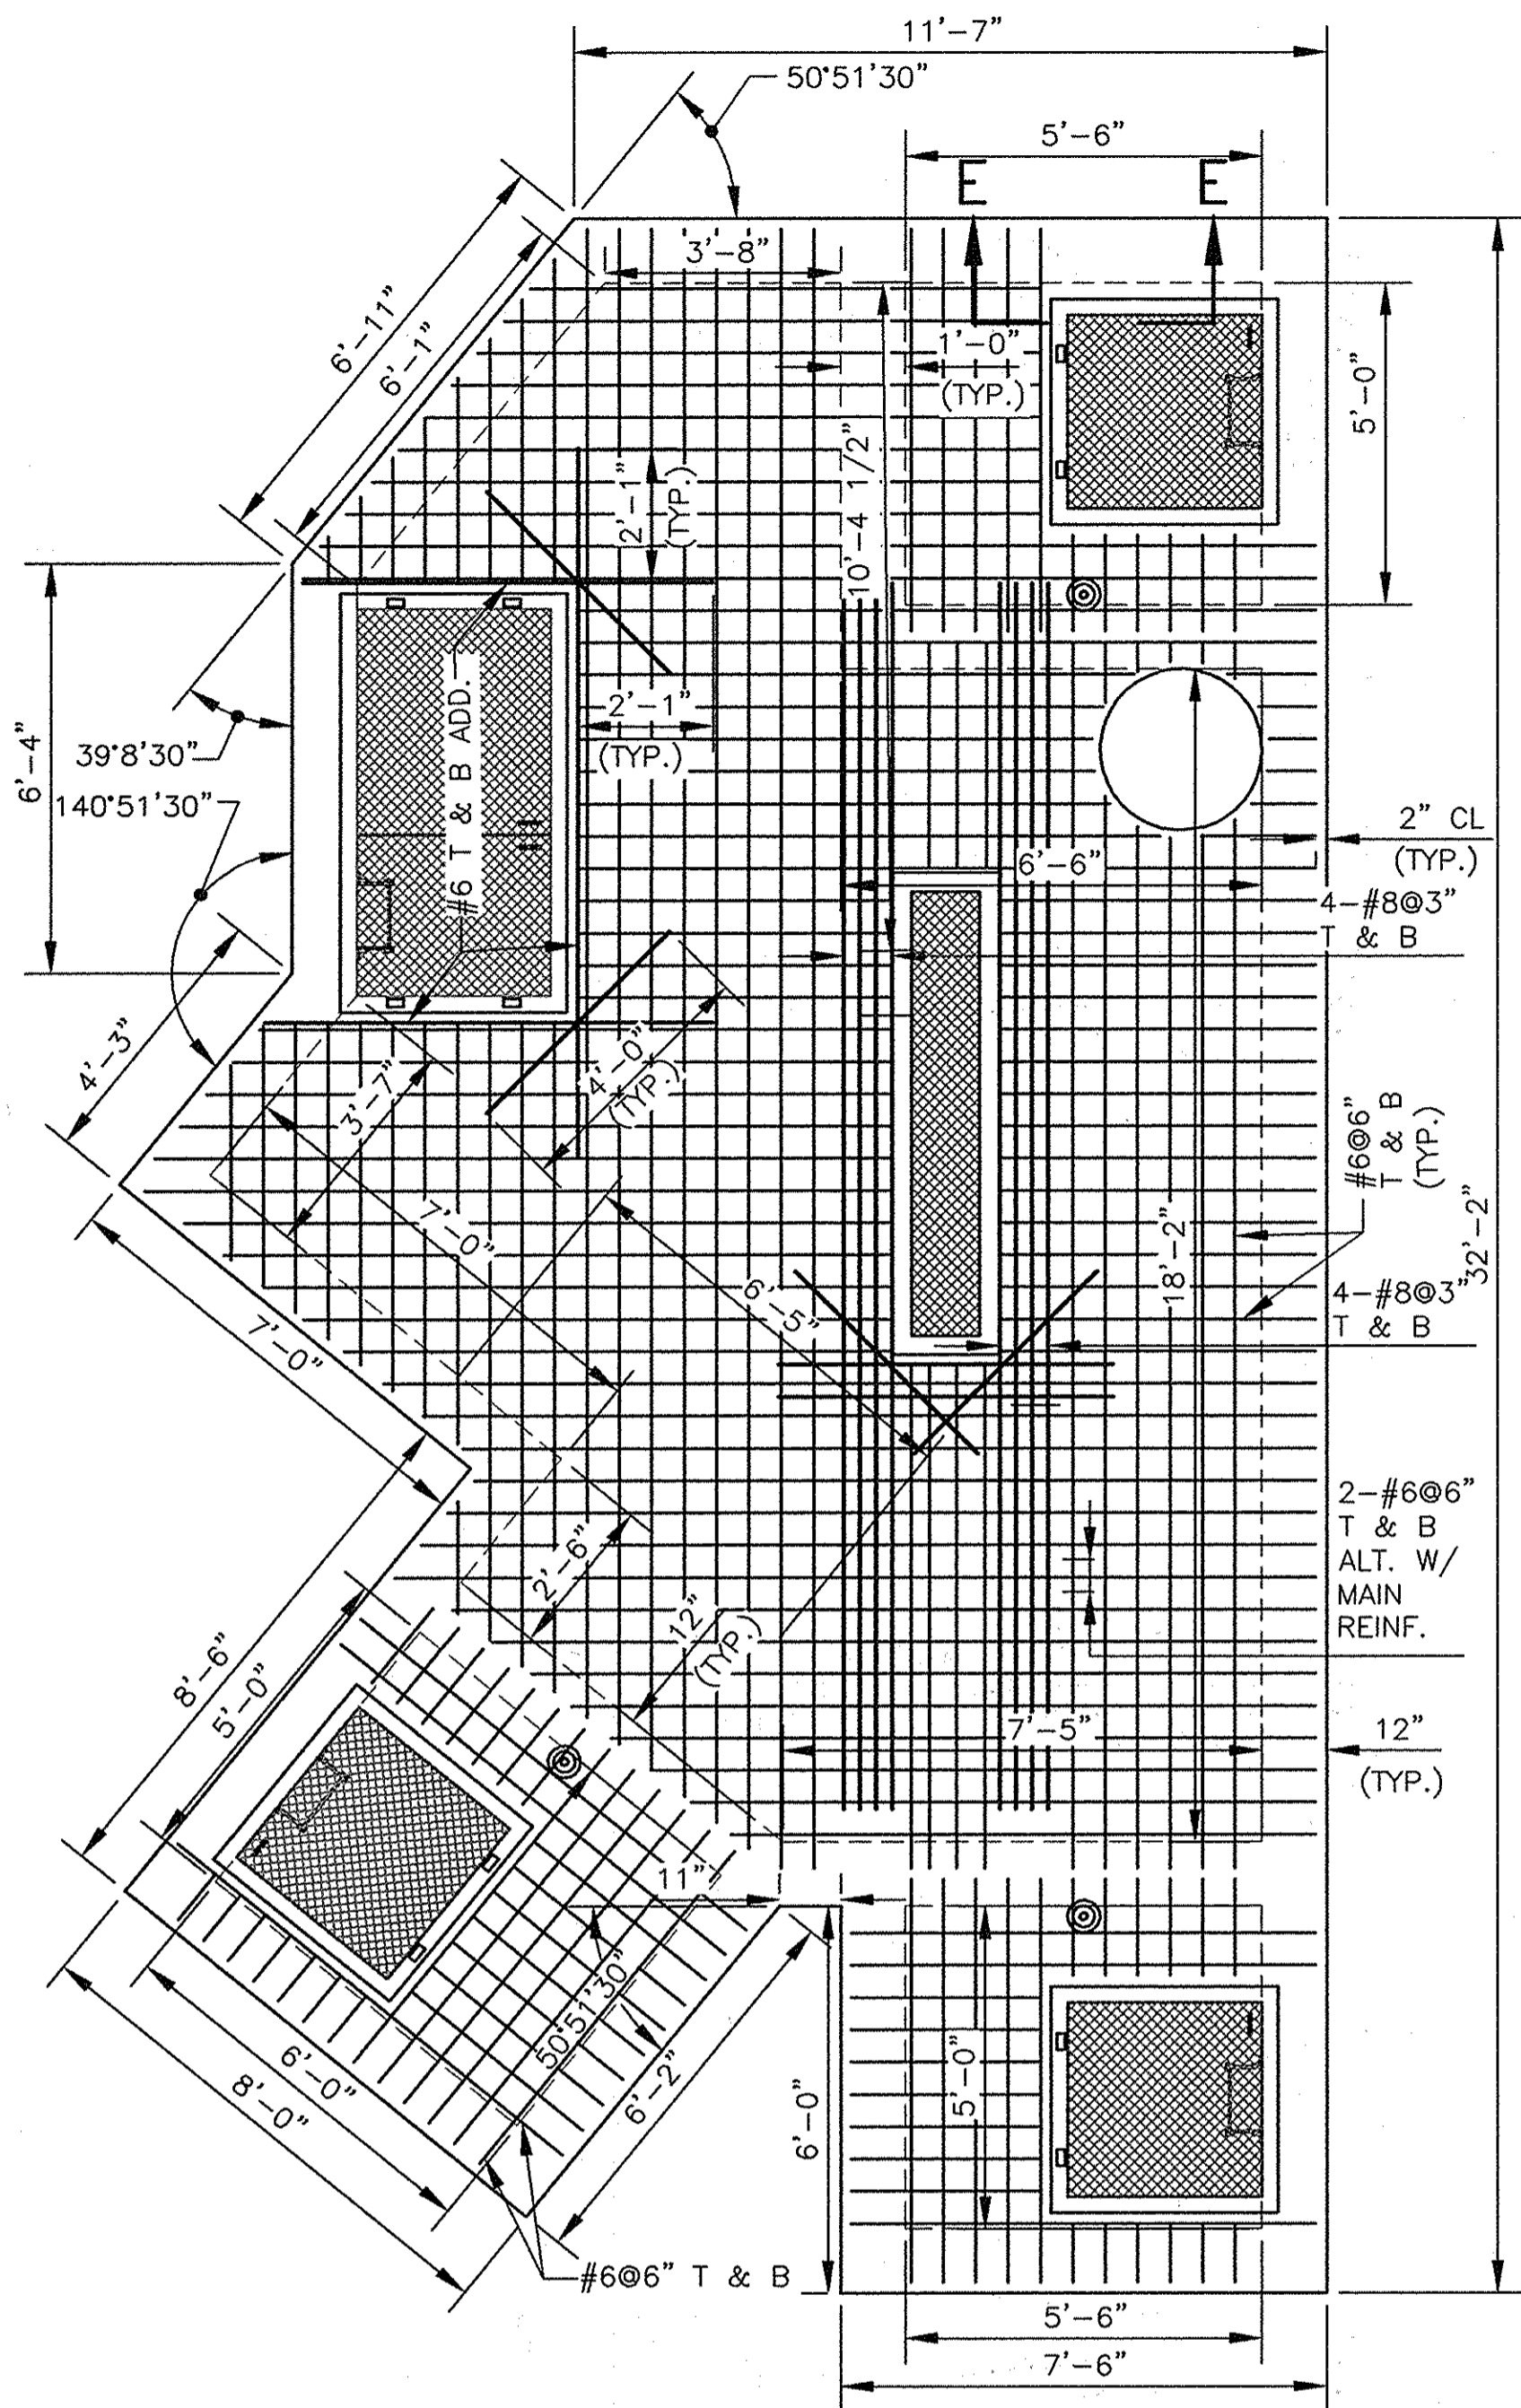 11'-7"
50°51'30"
5'-6"
E
E
3'-8"
6'-11"
6'-1"
1'-0"
(TYP.)
5'-0"
10'-4 1/2"
2'-1"
(TYP.)
#6 T & B ADD.
2'-1"
(TYP.)
39°8'30"
6'-4"
140°51'30"
2" CL
(TYP.)
6'-6"
4-#8@3"
T & B
4'-3"
4'-0"
(TYP.)
3'-7"
7'-0"
#6@6"
T & B
(TYP.)
32'-2"
18'-2"
6'-5"
4-#8@3"
T & B
7'-0"
2-#6@6"
T & B
ALT. W/
MAIN
REINF.
2'-6"
12"
(TYP.)
8'-6"
5'-0"
7'-5"
12"
(TYP.)
11"
50°51'30"
6'-2"
6'-0"
5'-0"
6'-0"
8'-0"
#6@6" T & B
5'-6"
7'-6"